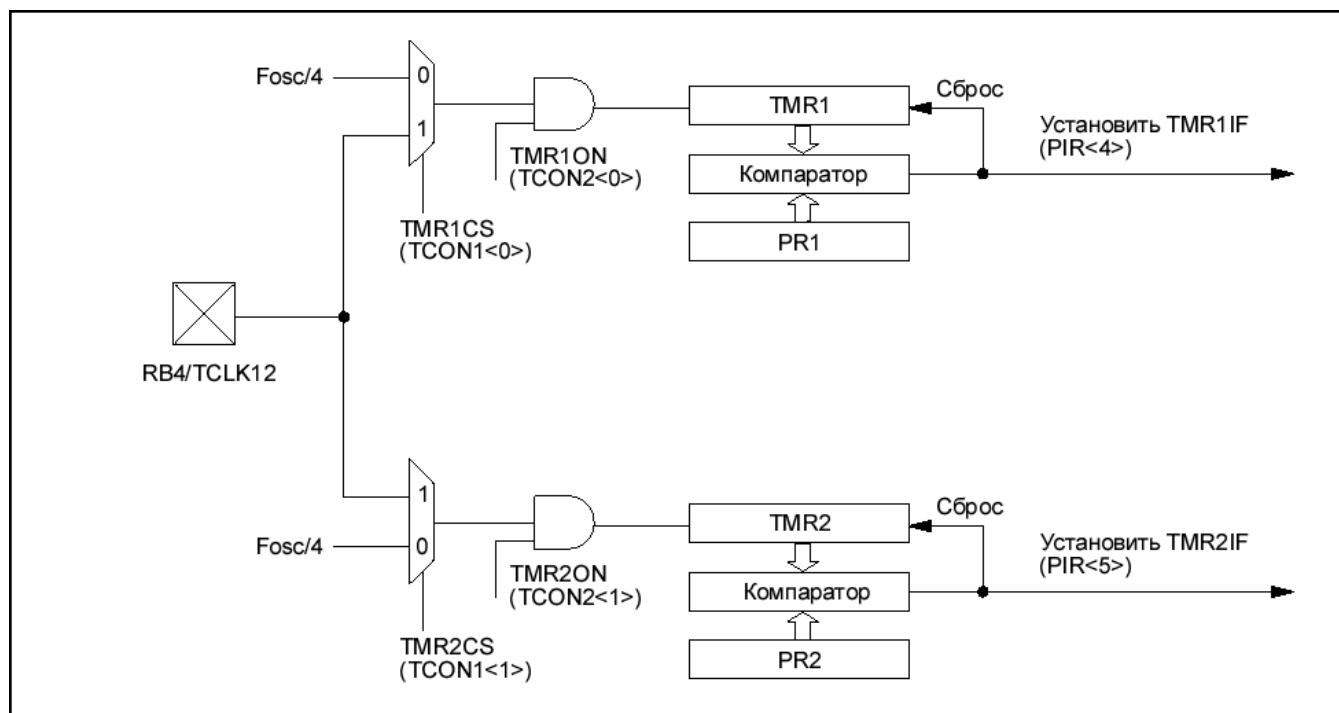 Fosc/4
0
1
TMR1ON
(TCON2<0>)
TMR1CS
(TCON1<0>)
TMR1
Компаратор
PR1
Сброс
Установить TMR1IF
(PIR<4>)
RB4/TCLK12
1
0
Fosc/4
TMR2ON
(TCON2<1>)
TMR2CS
(TCON1<1>)
TMR2
Компаратор
PR2
Сброс
Установить TMR2IF
(PIR<5>)